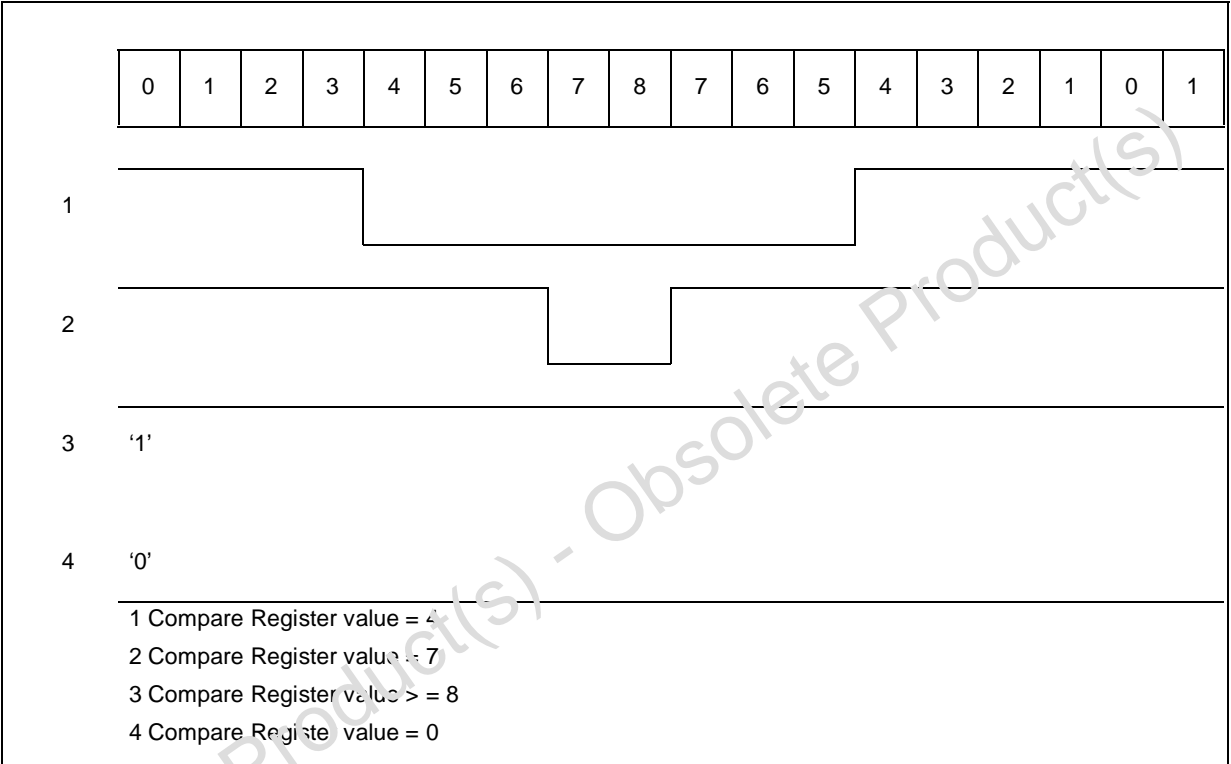 0 1 2 3 4 5 6 7 8 7 6 5 4 3 2 1 0 1
1
2
3 ‘1’
4 ‘0’
1 Compare Register value = 4
2 Compare Register value = 7
3 Compare Register value > = 8
4 Compare Register value = 0
Product(s) - Obsolete Product(s)